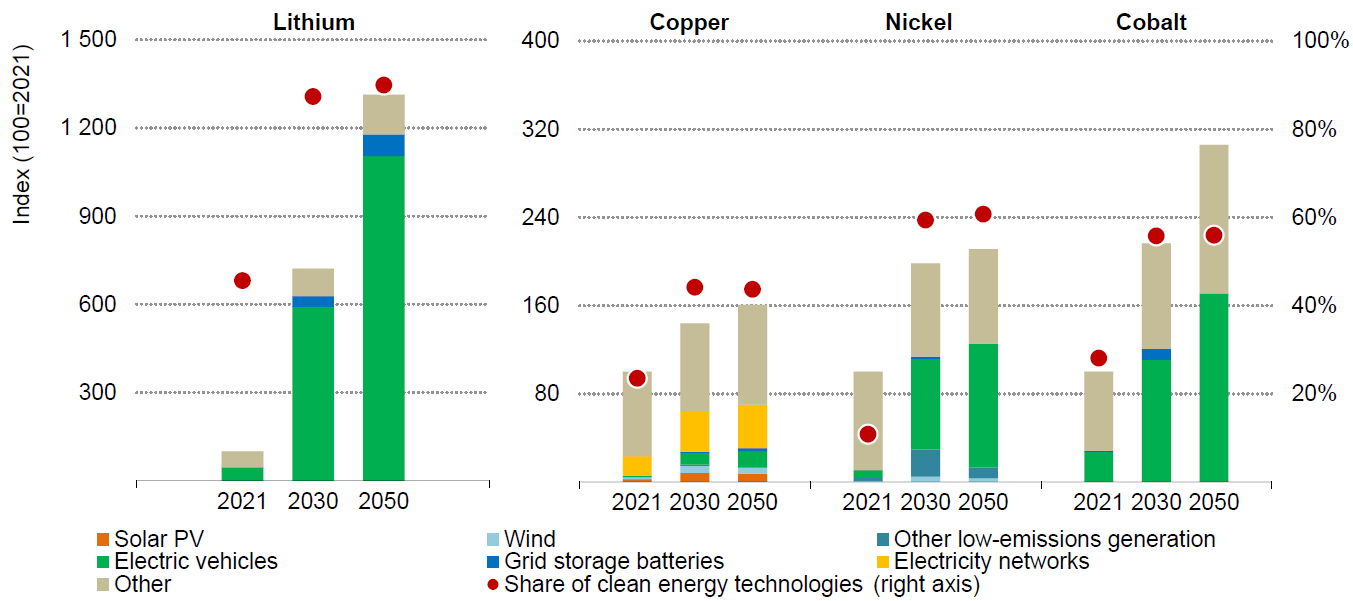 Lithium
Copper
Nickel
Cobalt
Index (100=2021)
1 500
1 200
900
600
300
400
320
240
160
80
100%
80%
60%
40%
20%
2021 2030 2050
2021 2030 2050
2021 2030 2050
2021 2030 2050
Solar PV
Wind
Other low-emissions generation
Electric vehicles
Grid storage batteries
Electricity networks
Other
Share of clean energy technologies (right axis)